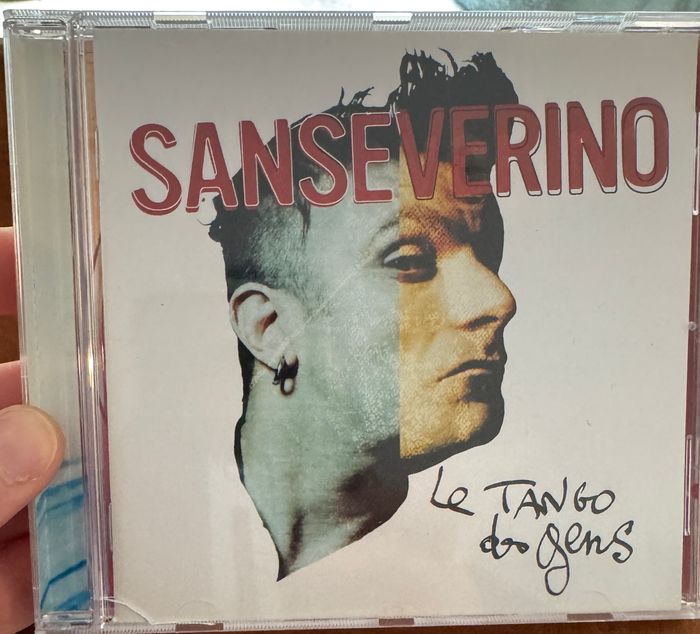 SANSEVERINO
Le TANGO
des gens